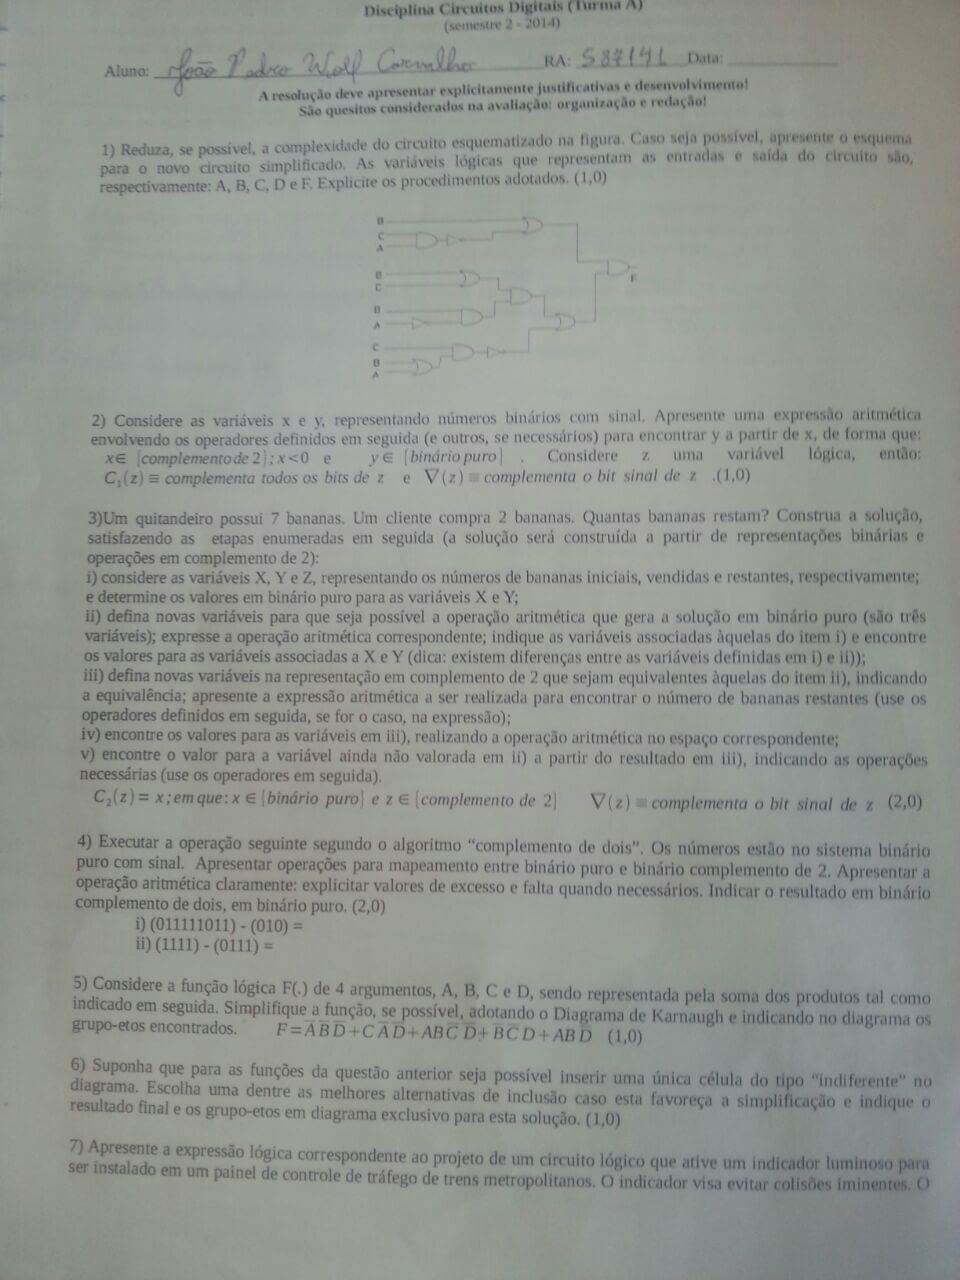 Disciplina Circuitos Digitais (Turma A)
(semestre 2 - 2014)
Aluno: João Pedro Wolf Carvalho RA: 587141 Data:
A resolução deve apresentar explicitamente justificativas e desenvolvimento!
São quesitos considerados na avaliação: organização e redação!
1) Reduza, se possível, a complexidade do circuito esquematizado na figura. Caso seja possível, apresente o esquema
para o novo circuito simplificado. As variáveis lógicas que representam as entradas e saída do circuito são,
respectivamente: A, B, C, D e F. Explicite os procedimentos adotados. (1,0)
B
C
A
B
C
F
B
A
C
B
A
2) Considere as variáveis x e y, representando números binários com sinal. Apresente uma expressão aritmética
envolvendo os operadores definidos em seguida (e outros, se necessários) para encontrar y a partir de x, de forma que:
x∈ {complemento de 2}; x<0 e y∈ {binário puro} . Considere z uma variável lógica, então:
C₁(z)≡ complementa todos os bits de z e ∇(z)≡complementa o bit sinal de z .(1,0)
3)Um quitandeiro possui 7 bananas. Um cliente compra 2 bananas. Quantas bananas restam? Construa a solução,
satisfazendo as etapas enumeradas em seguida (a solução será construída a partir de representações binárias e
operações em complemento de 2):
i) considere as variáveis X, Y e Z, representando os números de bananas iniciais, vendidas e restantes, respectivamente;
e determine os valores em binário puro para as variáveis X e Y;
ii) defina novas variáveis para que seja possível a operação aritmética que gera a solução em binário puro (são três
variáveis); expresse a operação aritmética correspondente; indique as variáveis associadas àquelas do item i) e encontre
os valores para as variáveis associadas a X e Y (dica: existem diferenças entre as variáveis definidas em i) e ii));
iii) defina novas variáveis na representação em complemento de 2 que sejam equivalentes àquelas do item ii), indicando
a equivalência; apresente a expressão aritmética a ser realizada para encontrar o número de bananas restantes (use os
operadores definidos em seguida, se for o caso, na expressão);
iv) encontre os valores para as variáveis em iii), realizando a operação aritmética no espaço correspondente;
v) encontre o valor para a variável ainda não valorada em ii) a partir do resultado em iii), indicando as operações
necessárias (use os operadores em seguida).
C₂(z)= x; em que: x ∈ {binário puro} e z ∈ {complemento de 2} ∇(z)≡complementa o bit sinal de z (2,0)
4) Executar a operação seguinte segundo o algoritmo “complemento de dois”. Os números estão no sistema binário
puro com sinal. Apresentar operações para mapeamento entre binário puro e binário complemento de 2. Apresentar a
operação aritmética claramente: explicitar valores de excesso e falta quando necessários. Indicar o resultado em binário
complemento de dois, em binário puro. (2,0)
i) (011111011) - (010) =
ii) (1111) - (0111) =
5) Considere a função lógica F(.) de 4 argumentos, A, B, C e D, sendo representada pela soma dos produtos tal como
indicado em seguida. Simplifique a função, se possível, adotando o Diagrama de Karnaugh e indicando no diagrama os
grupo-etos encontrados. (1,0)
6) Suponha que para as funções da questão anterior seja possível inserir uma única célula do tipo “indiferente” no
diagrama. Escolha uma dentre as melhores alternativas de inclusão caso esta favoreça a simplificação e indique o
resultado final e os grupo-etos em diagrama exclusivo para esta solução. (1,0)
7) Apresente a expressão lógica correspondente ao projeto de um circuito lógico que ative um indicador luminoso para
ser instalado em um painel de controle de tráfego de trens metropolitanos. O indicador visa evitar colisões iminentes. O